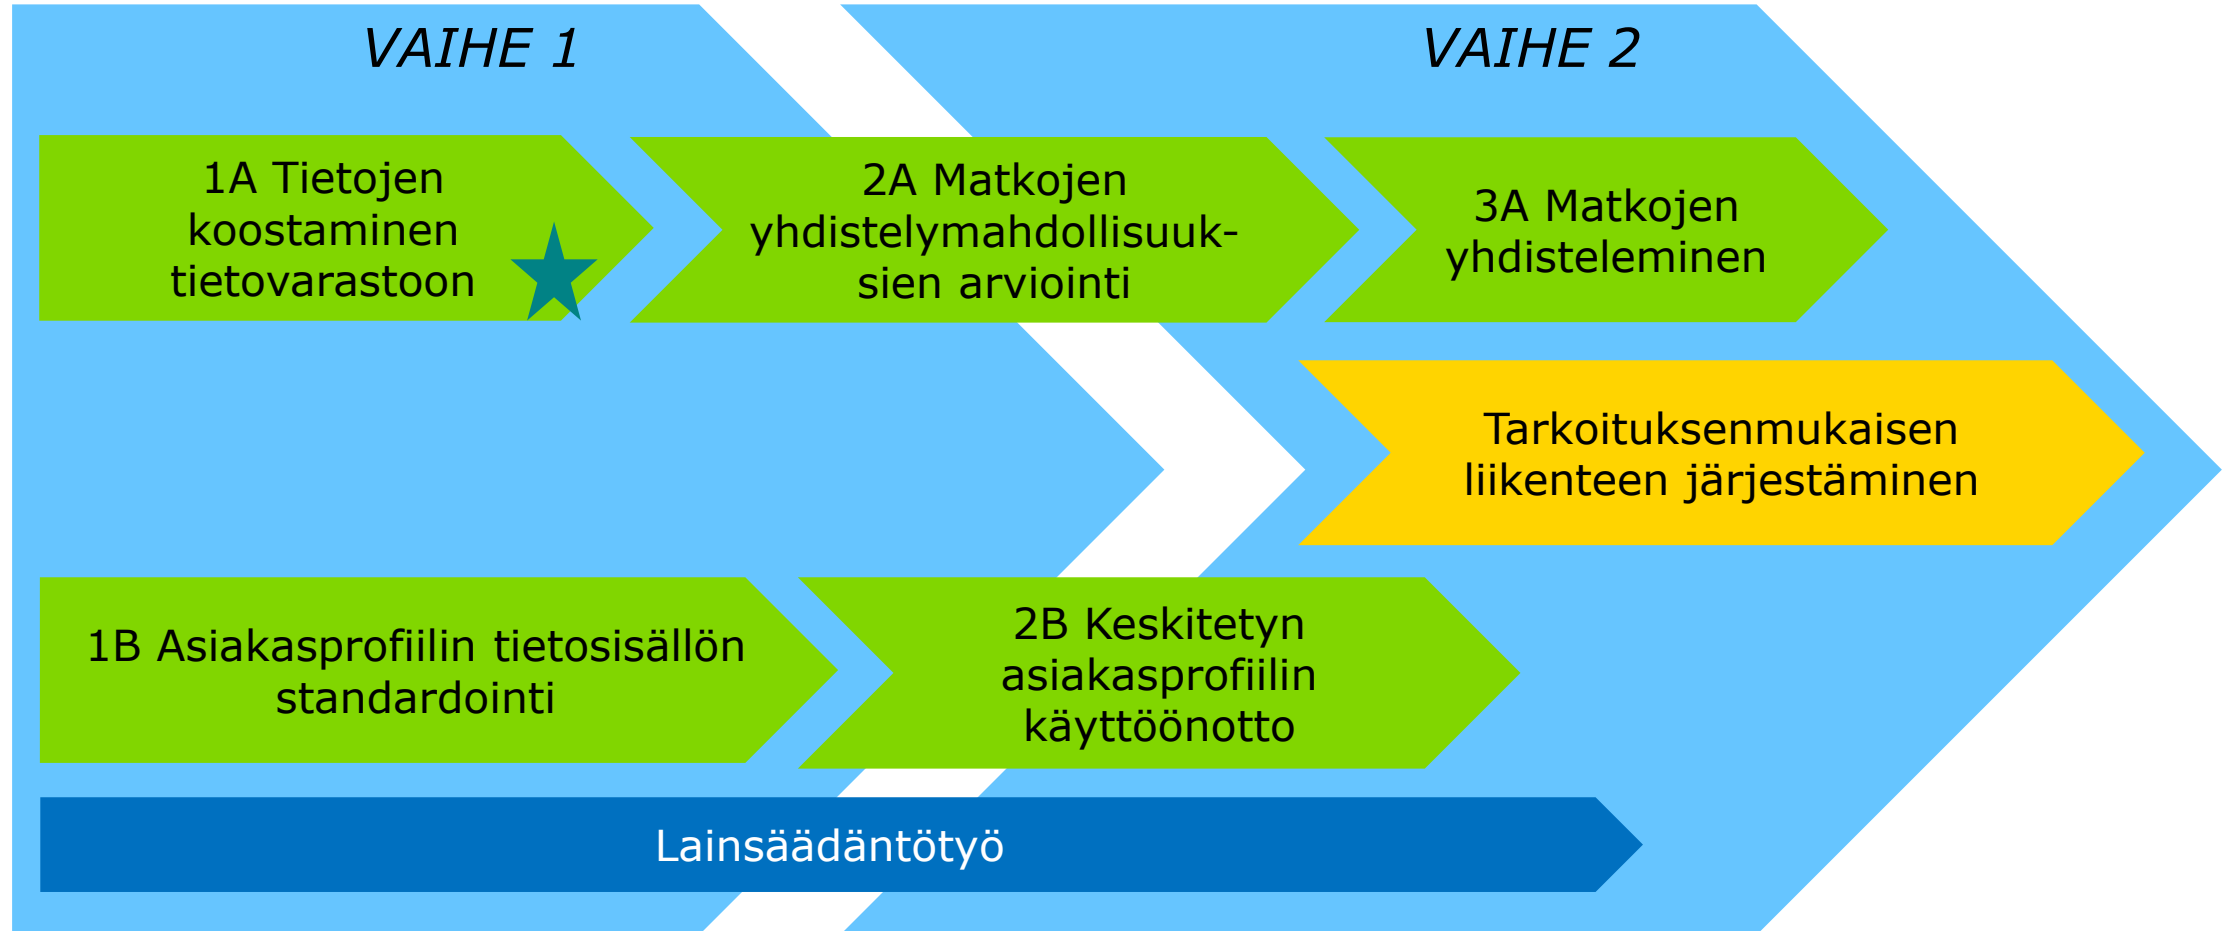 VAIHE 1
VAIHE 2
1A Tietojen
koostaminen
tietovarastoon
2A Matkojen
yhdistelymahdollisuuk-
sien arviointi
3A Matkojen
yhdisteleminen
Tarkoituksenmukaisen
liikenteen järjestäminen
1B Asiakasprofiilin tietosisällön
standardointi
2B Keskitetyn
asiakasprofiilin
käyttöönotto
Lainsäädäntötyö